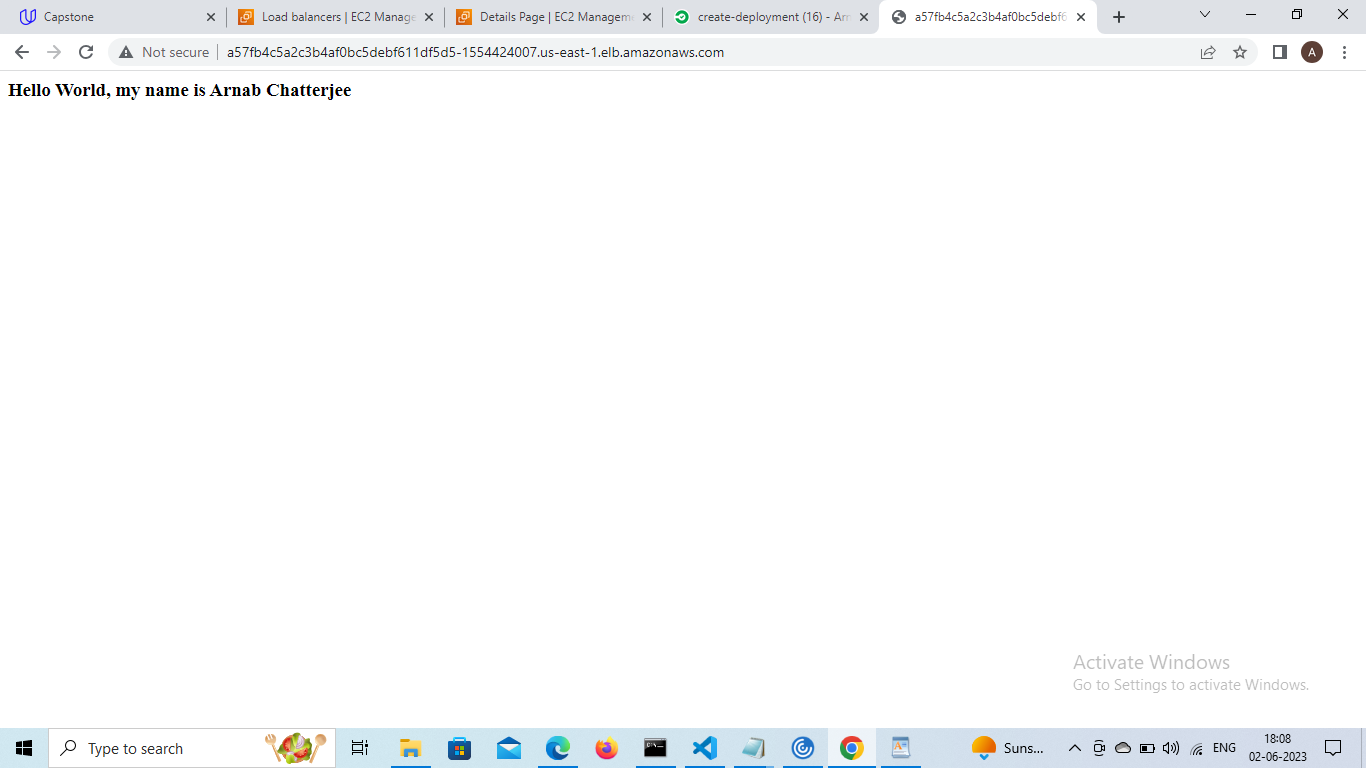 Capstone
Load balancers | EC2 Manage
Details Page | EC2 Managem
create-deployment (16) - Arn
a57fb4c5a2c3b4af0bc5debf6
Not secure
a57fb4c5a2c3b4af0bc5debf611df5d5-1554424007.us-east-1.elb.amazonaws.com
A
Hello World, my name is Arnab Chatterjee
Activate Windows
Go to Settings to activate Windows.
Type to search
Suns...
ENG
18:08
02-06-2023